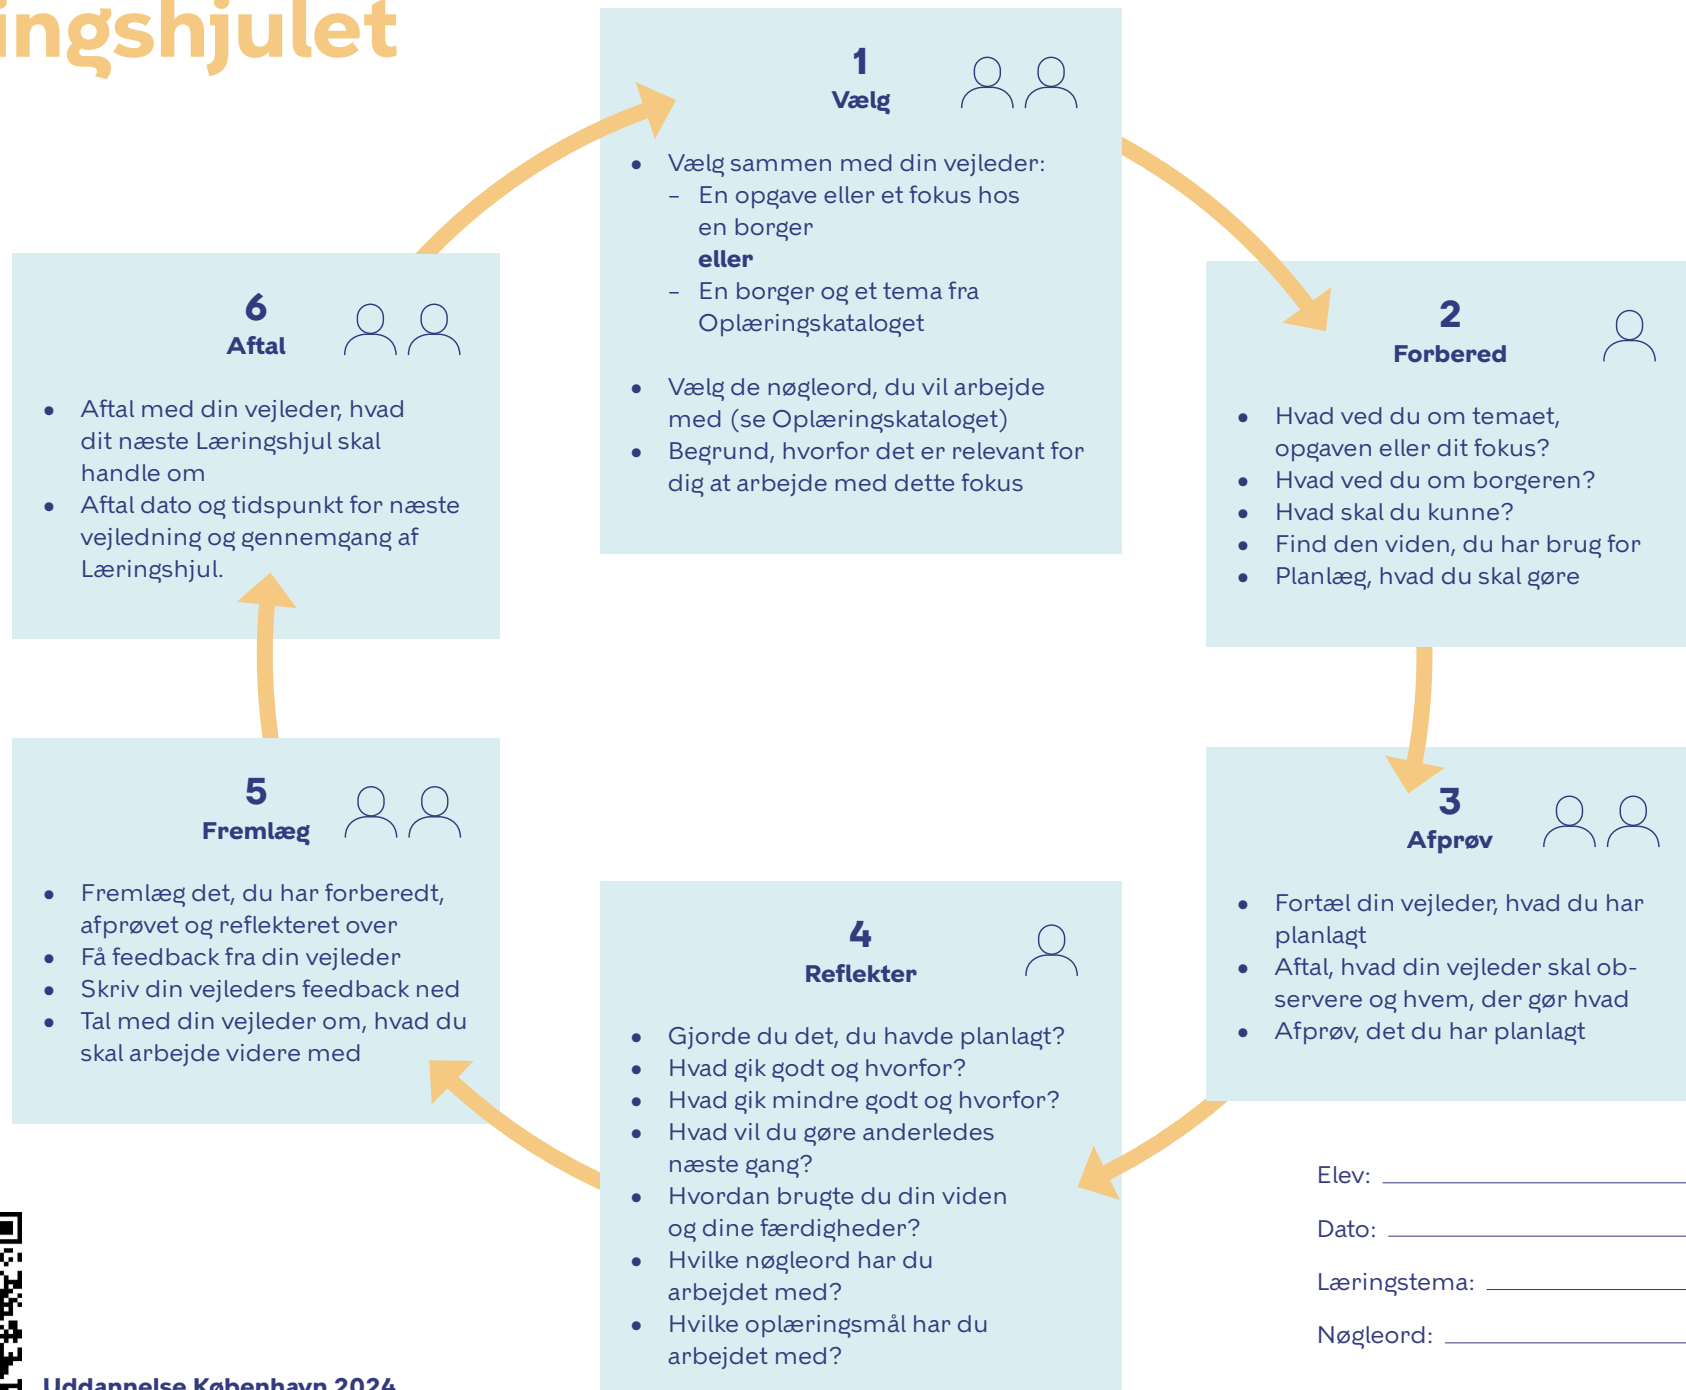 ingshjulet
1
Vælg
• Vælg sammen med din vejleder:
– En opgave eller et fokus hos
en borger
eller
– En borger og et tema fra
Oplæringskataloget
• Vælg de nøgleord, du vil arbejde
med (se Oplæringskataloget)
• Begrund, hvorfor det er relevant for
dig at arbejde med dette fokus
2
Forbered
• Hvad ved du om temaet,
opgaven eller dit fokus?
• Hvad ved du om borgeren?
• Hvad skal du kunne?
• Find den viden, du har brug for
• Planlæg, hvad du skal gøre
3
Afprøv
• Fortæl din vejleder, hvad du har
planlagt
• Aftal, hvad din vejleder skal ob-
servere og hvem, der gør hvad
• Afprøv, det du har planlagt
4
Reflekter
• Gjorde du det, du havde planlagt?
• Hvad gik godt og hvorfor?
• Hvad gik mindre godt og hvorfor?
• Hvad vil du gøre anderledes
næste gang?
• Hvordan brugte du din viden
og dine færdigheder?
• Hvilke nøgleord har du
arbejdet med?
• Hvilke oplæringsmål har du
arbejdet med?
5
Fremlæg
• Fremlæg det, du har forberedt,
afprøvet og reflekteret over
• Få feedback fra din vejleder
• Skriv din vejleders feedback ned
• Tal med din vejleder om, hvad du
skal arbejde videre med
6
Aftal
• Aftal med din vejleder, hvad
dit næste Læringshjul skal
handle om
• Aftal dato og tidspunkt for næste
vejledning og gennemgang af
Læringshjul.
Elev:
Dato:
Læringstema:
Nøgleord:
Uddannelse København 2024